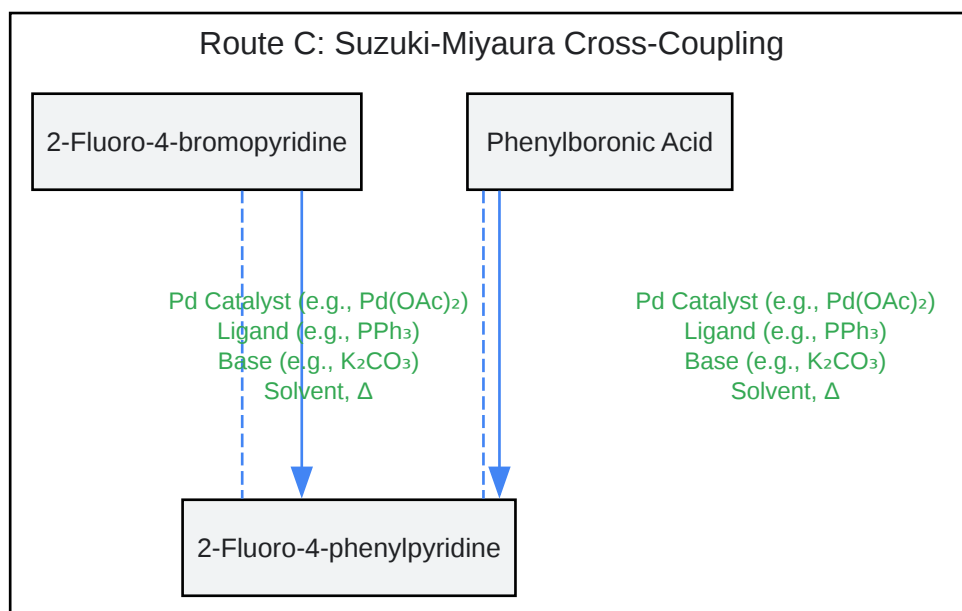 Route C: Suzuki-Miyaura Cross-Coupling
2-Fluoro-4-bromopyridine
Phenylboronic Acid
Pd Catalyst (e.g., Pd(OAc)₂)
Ligand (e.g., PPh₃)
Base (e.g., K₂CO₃)
Solvent, Δ
Pd Catalyst (e.g., Pd(OAc)₂)
Ligand (e.g., PPh₃)
Base (e.g., K₂CO₃)
Solvent, Δ
2-Fluoro-4-phenylpyridine